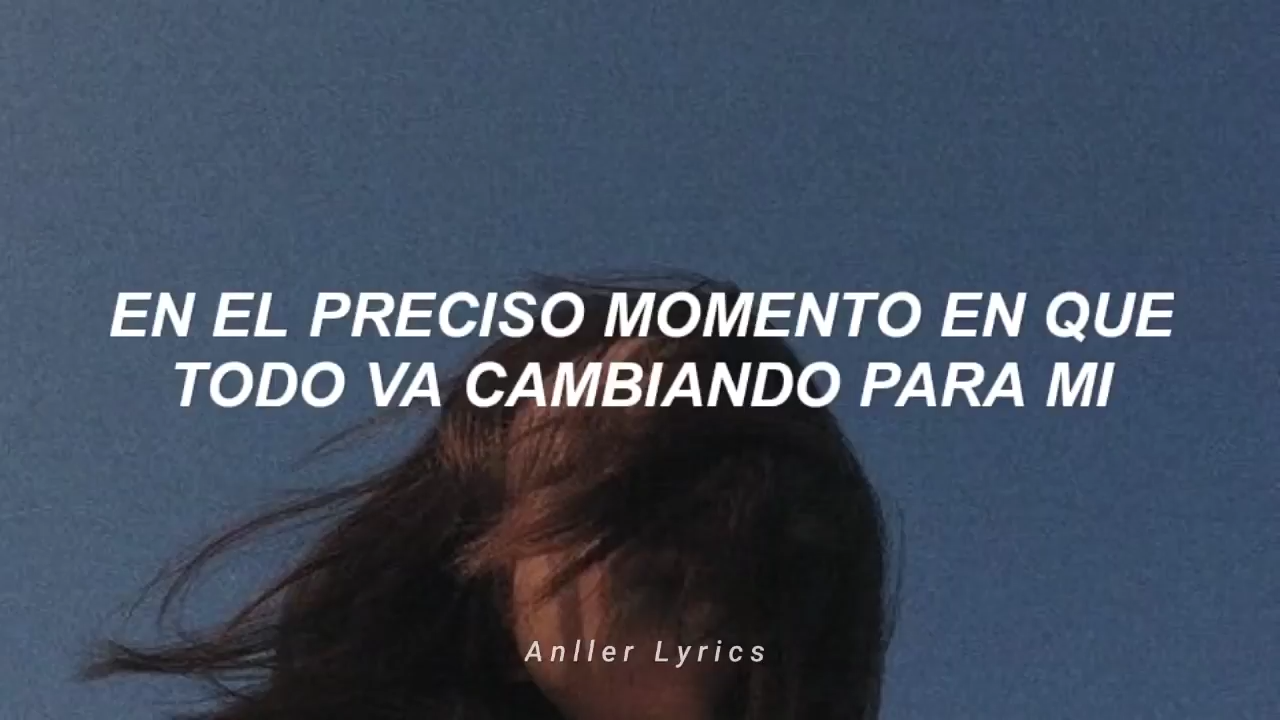 EN EL PRECISO MOMENTO EN QUE
TODO VA CAMBIANDO PARA MI
Anller Lyrics